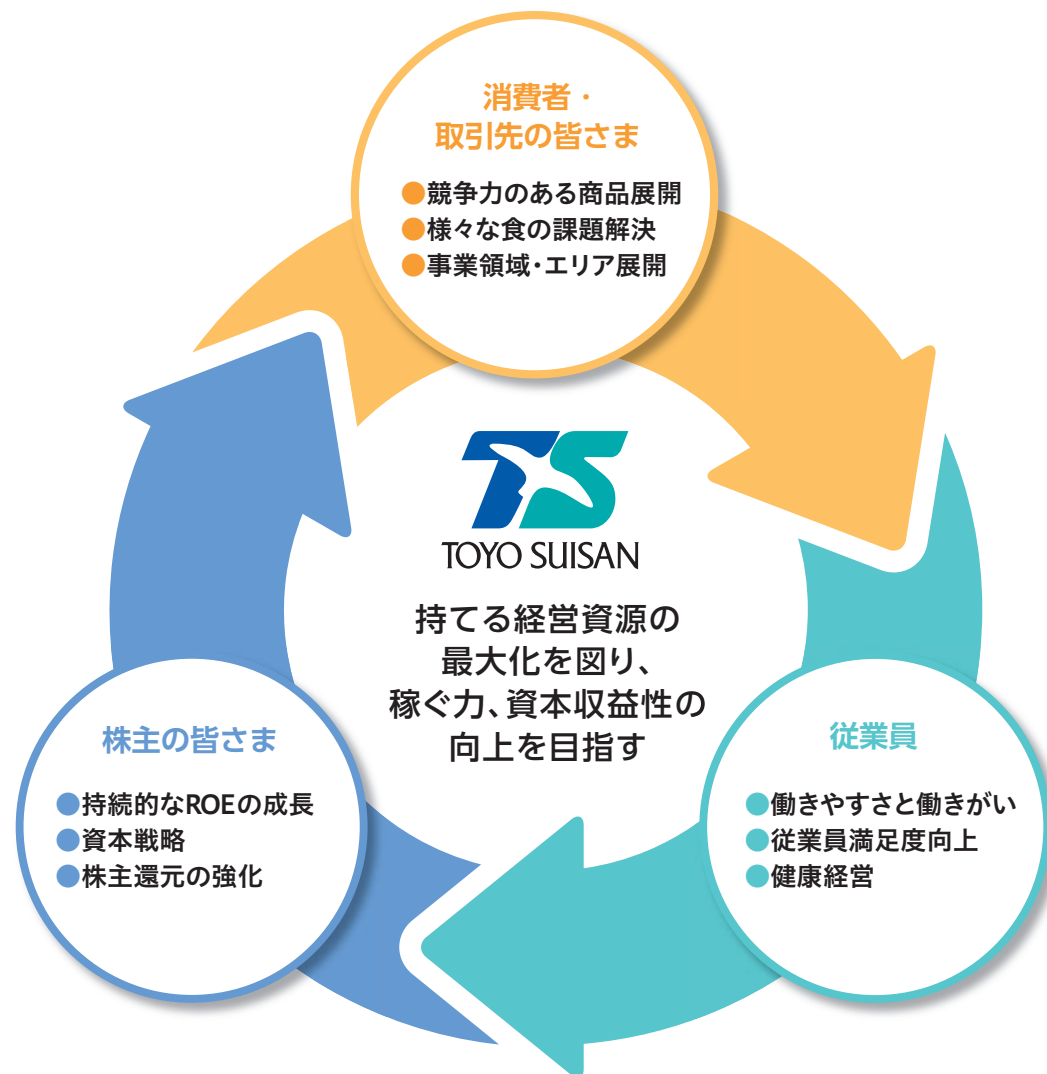 消費者・
取引先の皆さま
●競争力のある商品展開
●様々な食の課題解決
●事業領域・エリア展開
TS
TOYO SUISAN
持てる経営資源の
最大化を図り、
稼ぐ力、資本収益性の
向上を目指す
株主の皆さま
●持続的なROEの成長
●資本戦略
●株主還元の強化
従業員
●働きやすさと働きがい
●従業員満足度向上
●健康経営